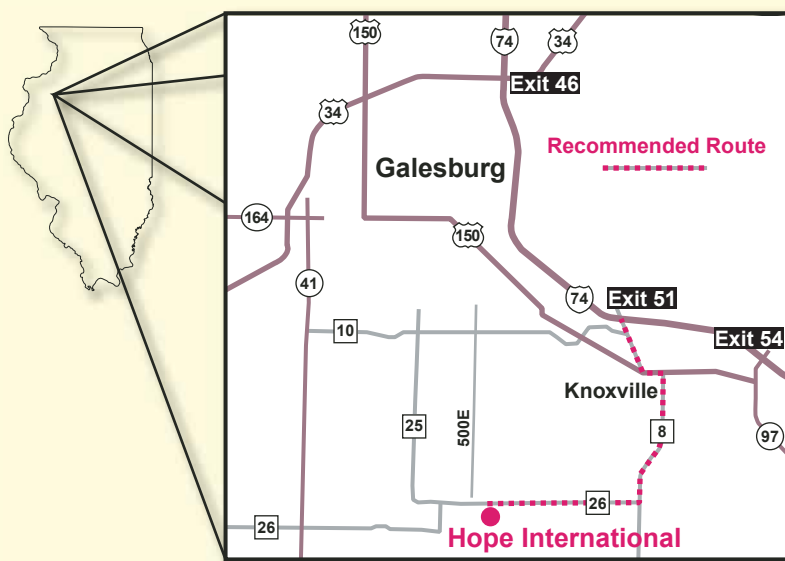 150
74
34
Exit 46
34
Recommended Route
Galesburg
164
150
41
74
Exit 51
10
Exit 54
Knoxville
25
500E
8
97
26
26
Hope International